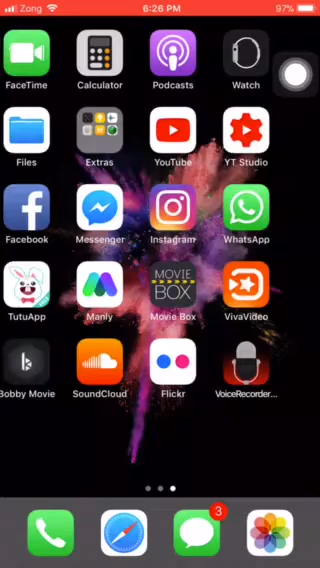 Zong 6:26 PM 97%
FaceTime Calculator Podcasts Watch
Files Extras YouTube YT Studio
Facebook Messenger Instagram WhatsApp
MOVIE
BOX
TutuApp Manly Movie Box VivaVideo
Bobby Movie SoundCloud Flickr VoiceRecorder...
3